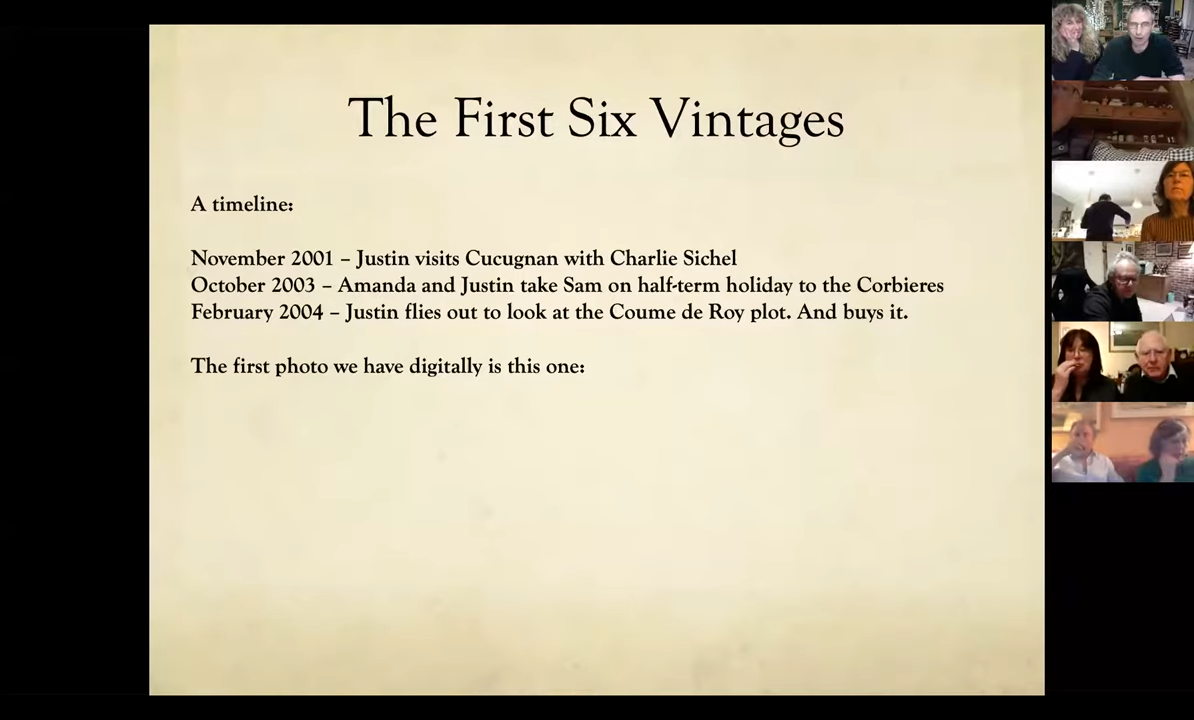 The First Six Vintages
A timeline:
November 2001 – Justin visits Cucugnan with Charlie Sichel
October 2003 – Amanda and Justin take Sam on half-term holiday to the Corbieres
February 2004 – Justin flies out to look at the Coume de Roy plot. And buys it.
The first photo we have digitally is this one: